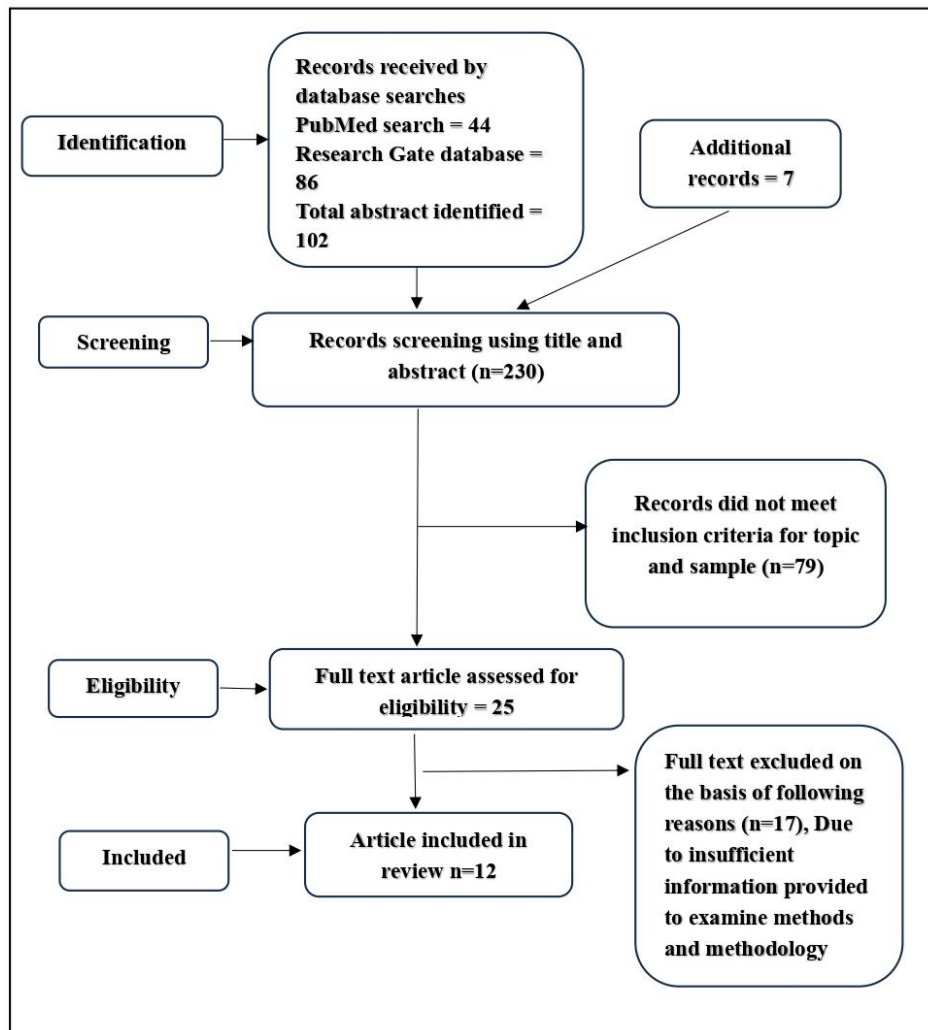 Identification
Records received by
database searches
PubMed search = 44
Research Gate database =
86
Total abstract identified =
102
Additional
records = 7
Screening
Records screening using title and
abstract (n=230)
Records did not meet
inclusion criteria for topic
and sample (n=79)
Eligibility
Full text article assessed for
eligibility = 25
Full text excluded on
the basis of following
reasons (n=17), Due
to insufficient
information provided
to examine methods
and methodology
Included
Article included in
review n=12